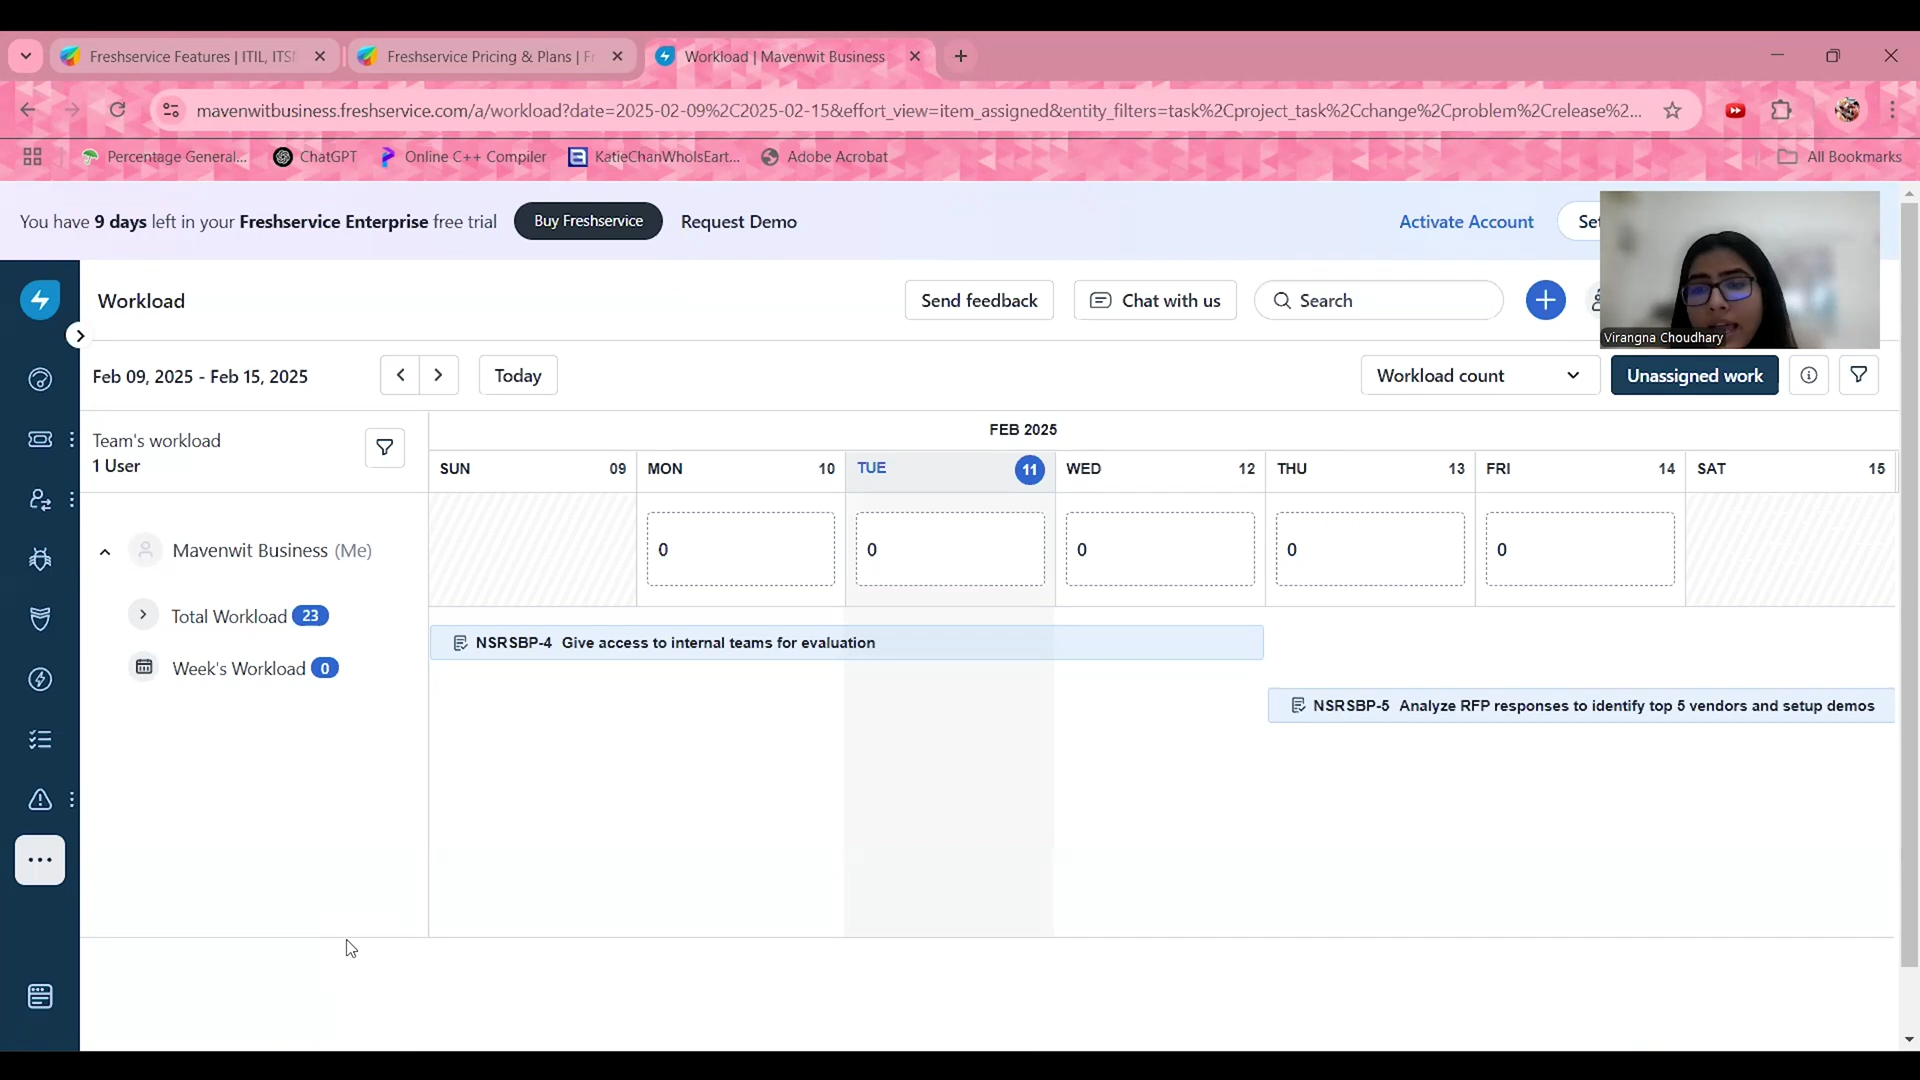 Freshservice Features | ITIL, ITSI
Freshservice Pricing & Plans | Fr
Workload | Mavenwit Business
mavenwitbusiness.freshservice.com/a/workload?date=2025-02-09%2C2025-02-15&effort_view=item_assigned&entity_filters=task%2Cproject_task%2Cchange%2Cproblem%2Crelease%2...
Percentage General...
ChatGPT
Online C++ Compiler
KatieChanWhoIsEart...
Adobe Acrobat
All Bookmarks
You have 9 days left in your Freshservice Enterprise free trial
Buy Freshservice
Request Demo
Activate Account
Set
Virangna Choudhary
Workload
Send feedback
Chat with us
Search
Feb 09, 2025 - Feb 15, 2025
Today
Workload count
Unassigned work
Team's workload
1 User
FEB 2025
SUN 09 MON 10 TUE 11 WED 12 THU 13 FRI 14 SAT 15
Mavenwit Business (Me)
0 0 0 0 0
Total Workload 23
NSRSBP-4 Give access to internal teams for evaluation
Week's Workload 0
NSRSBP-5 Analyze RFP responses to identify top 5 vendors and setup demos